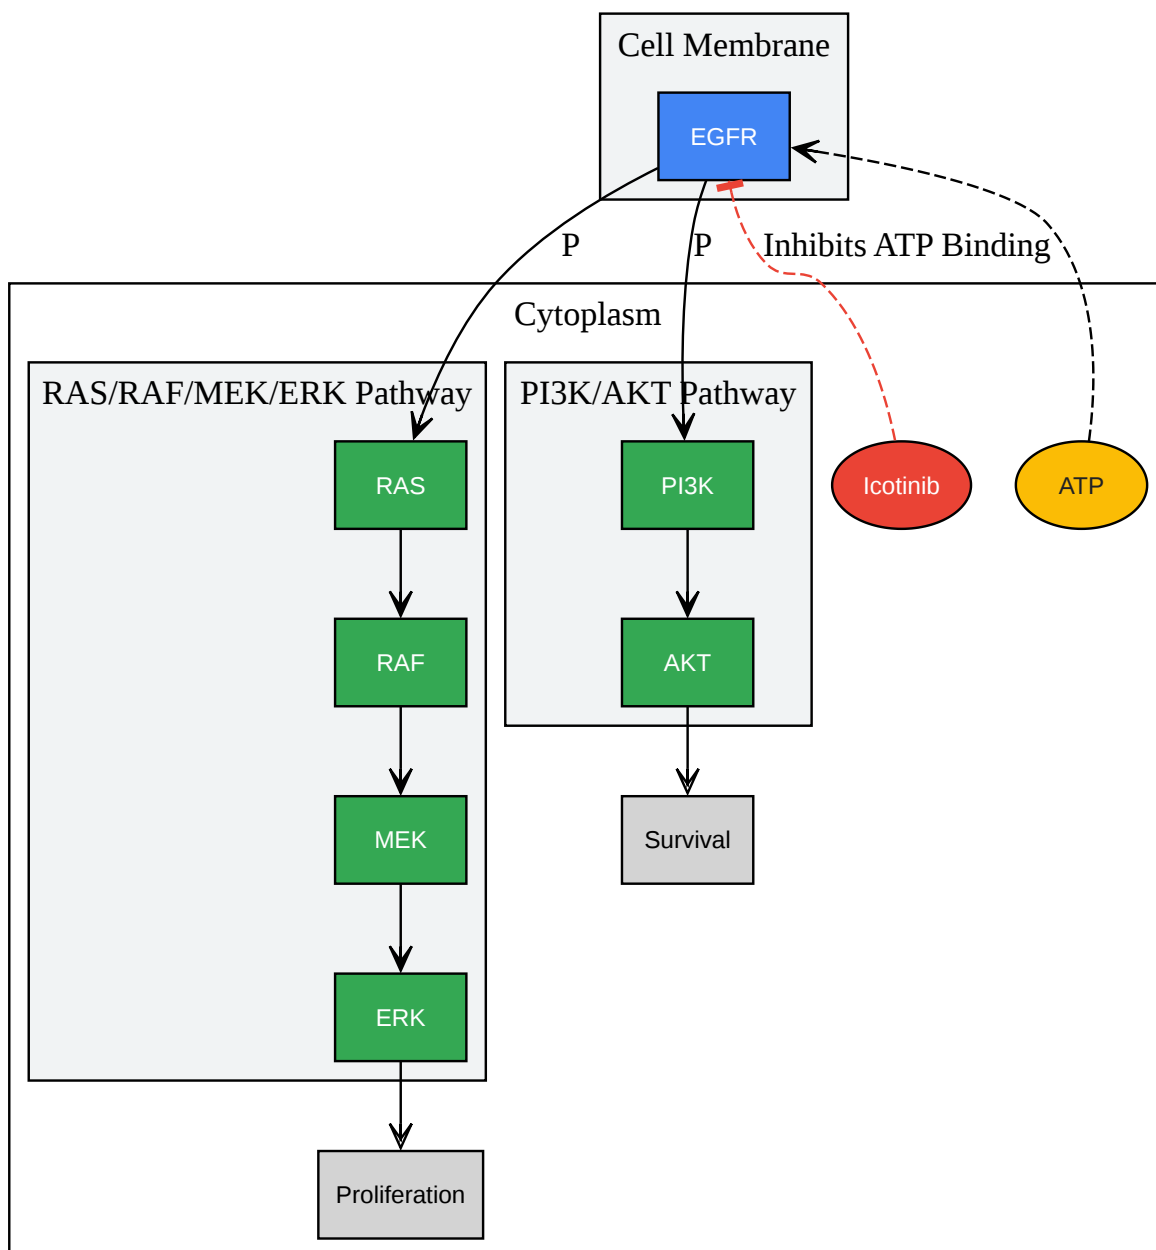 Cell Membrane
EGFR
P
P
Inhibits ATP Binding
Cytoplasm
RAS/RAF/MEK/ERK Pathway
PI3K/AKT Pathway
RAS
PI3K
Icotinib
ATP
RAF
AKT
MEK
Survival
ERK
Proliferation